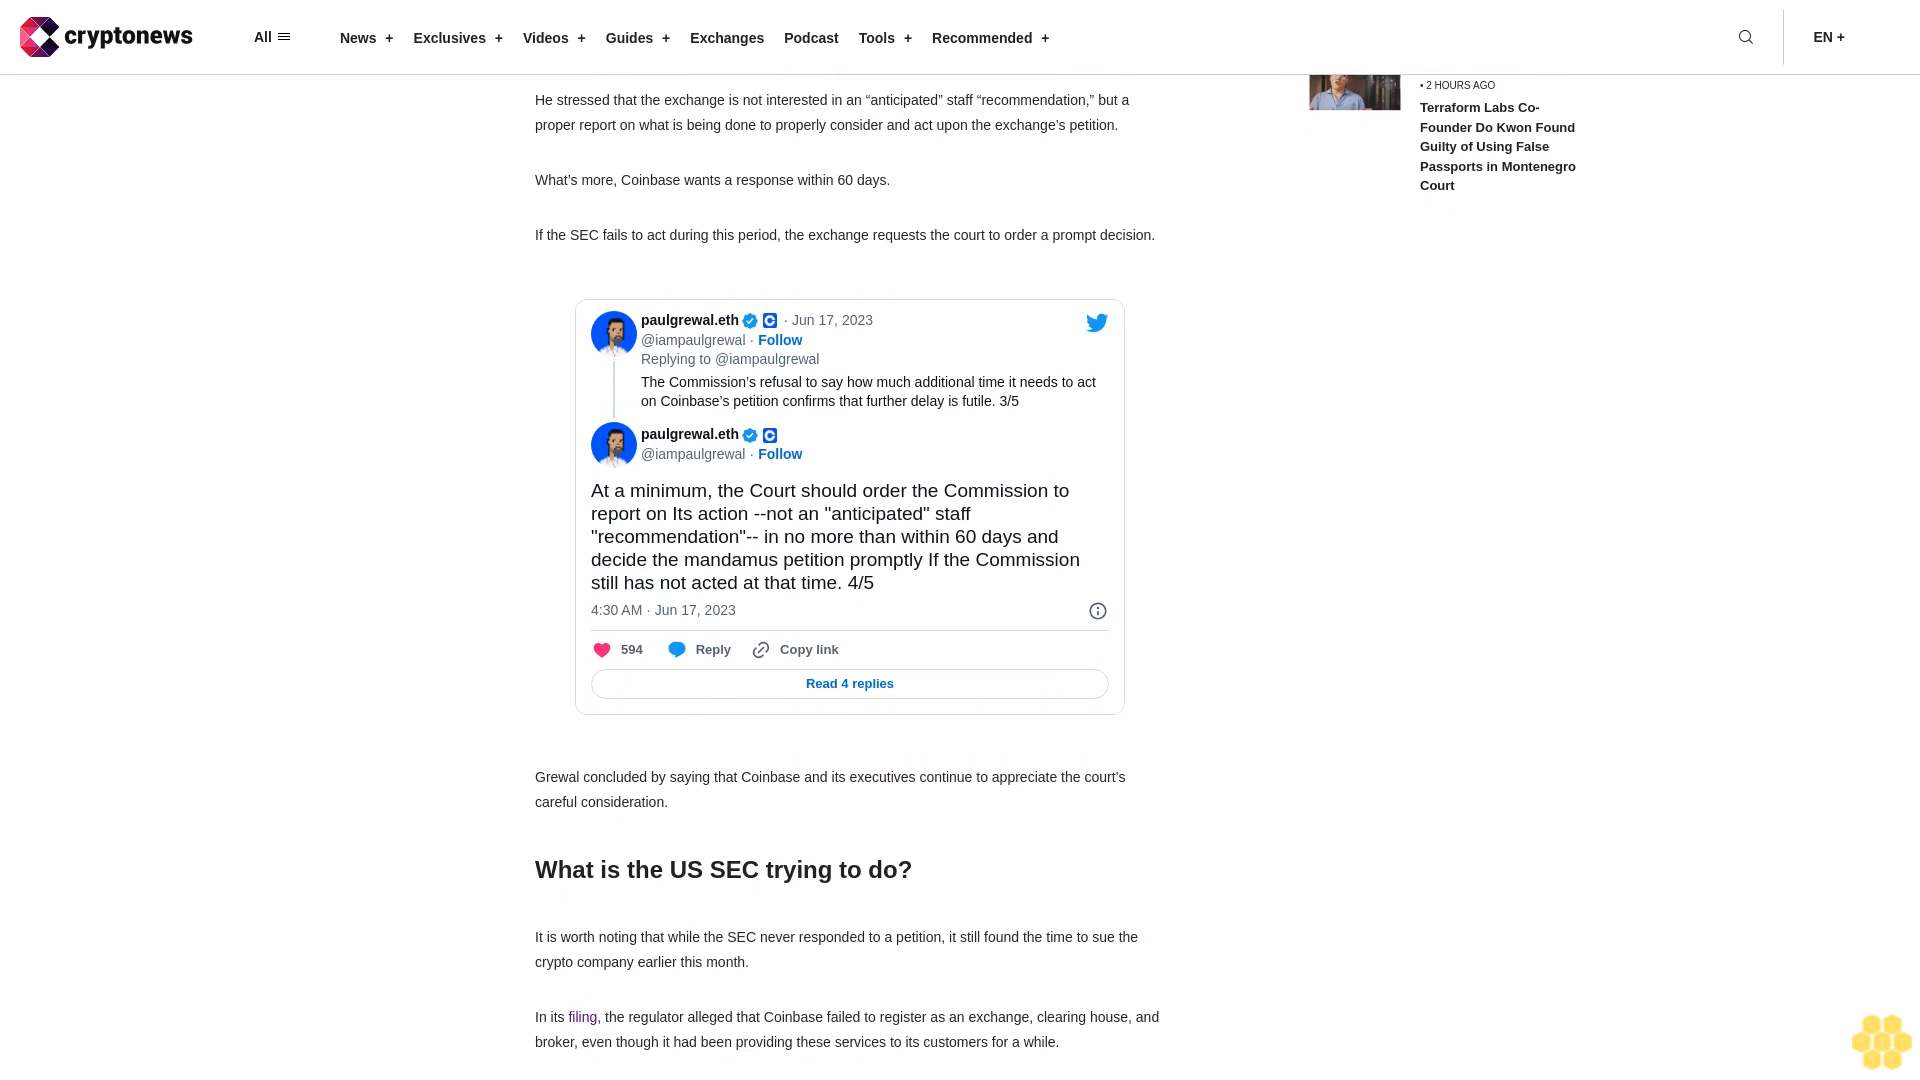 cryptonews
All
News +
Exclusives +
Videos +
Guides +
Exchanges
Podcast
Tools +
Recommended +
EN +
He stressed that the exchange is not interested in an “anticipated” staff “recommendation,” but a
proper report on what is being done to properly consider and act upon the exchange’s petition.
What’s more, Coinbase wants a response within 60 days.
If the SEC fails to act during this period, the exchange requests the court to order a prompt decision.
paulgrewal.eth · Jun 17, 2023
@iampaulgrewal · Follow
Replying to @iampaulgrewal
The Commission’s refusal to say how much additional time it needs to act
on Coinbase’s petition confirms that further delay is futile. 3/5
paulgrewal.eth
@iampaulgrewal · Follow
At a minimum, the Court should order the Commission to
report on Its action --not an "anticipated" staff
"recommendation"-- in no more than within 60 days and
decide the mandamus petition promptly If the Commission
still has not acted at that time. 4/5
4:30 AM · Jun 17, 2023
594
Reply
Copy link
Read 4 replies
Grewal concluded by saying that Coinbase and its executives continue to appreciate the court’s
careful consideration.
What is the US SEC trying to do?
It is worth noting that while the SEC never responded to a petition, it still found the time to sue the
crypto company earlier this month.
In its filing, the regulator alleged that Coinbase failed to register as an exchange, clearing house, and
broker, even though it had been providing these services to its customers for a while.
• 2 HOURS AGO
Terraform Labs Co-
Founder Do Kwon Found
Guilty of Using False
Passports in Montenegro
Court